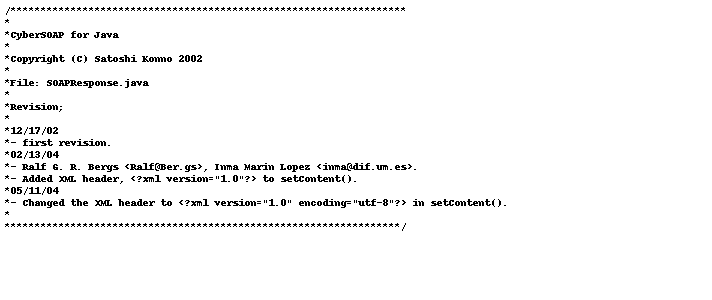 /******************************************************************
*
*CyberSOAP for Java
*
*Copyright (C) Satoshi Konno 2002
*
*File: SOAPResponse.java
*
*Revision;
*
*12/17/02
*- first revision.
*02/13/04
*- Ralf G. R. Bergs <Ralf@Ber.gs>, Inma Marin Lopez <inma@dif.um.es>.
*- Added XML header, <?xml version="1.0"?> to setContent().
*05/11/04
*- Changed the XML header to <?xml version="1.0" encoding="utf-8"?> in setContent().
*
******************************************************************/